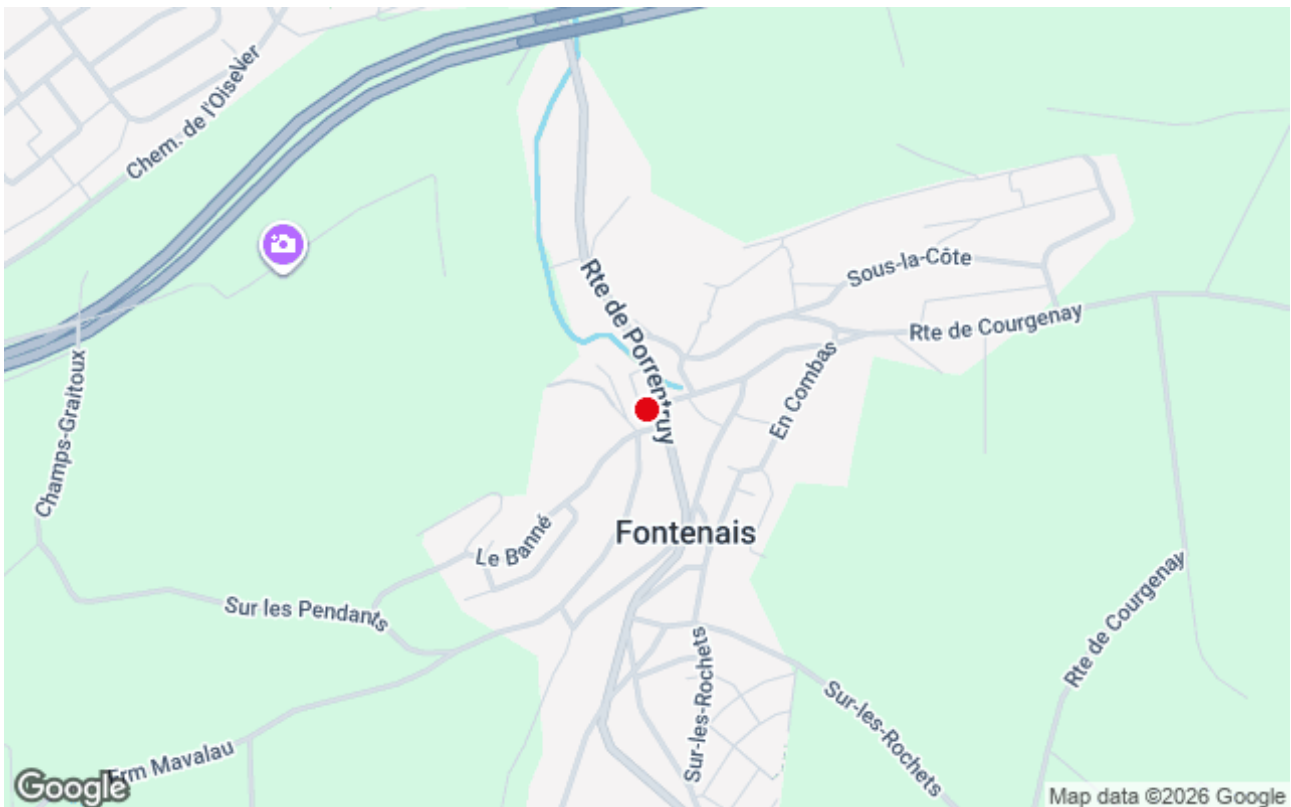 Chem. de l'Oiselier
Sous-la-Côte
Rte de Porrentruy
Rte de Courgenay
Champs-Graitoux
En Combas
Fontenais
Le Banné
Sur les Pendants
Rte de Courgenay
Sur-les-Rochets
Sur-les-Rochets
Frm Mavalau
Google
Map data ©2026 Google